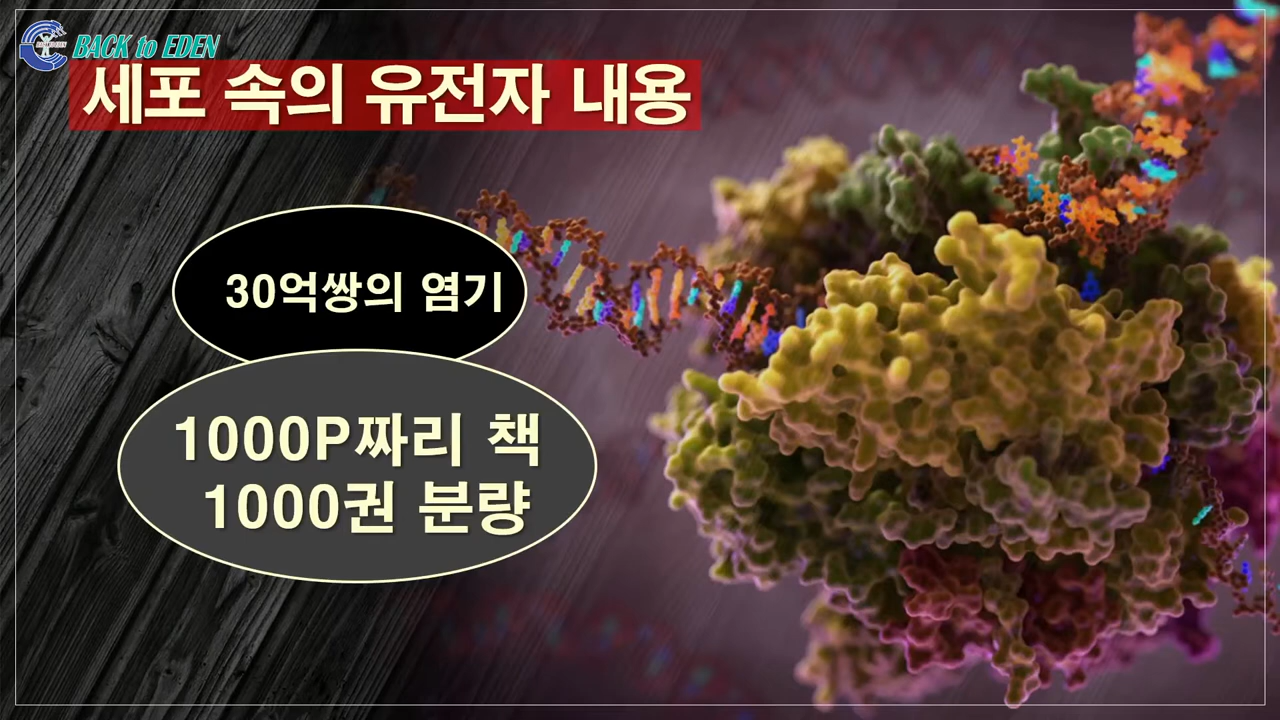 BACK to EDEN
세포 속의 유전자 내용
30억쌍의 염기
1000P짜리 책
1000권 분량